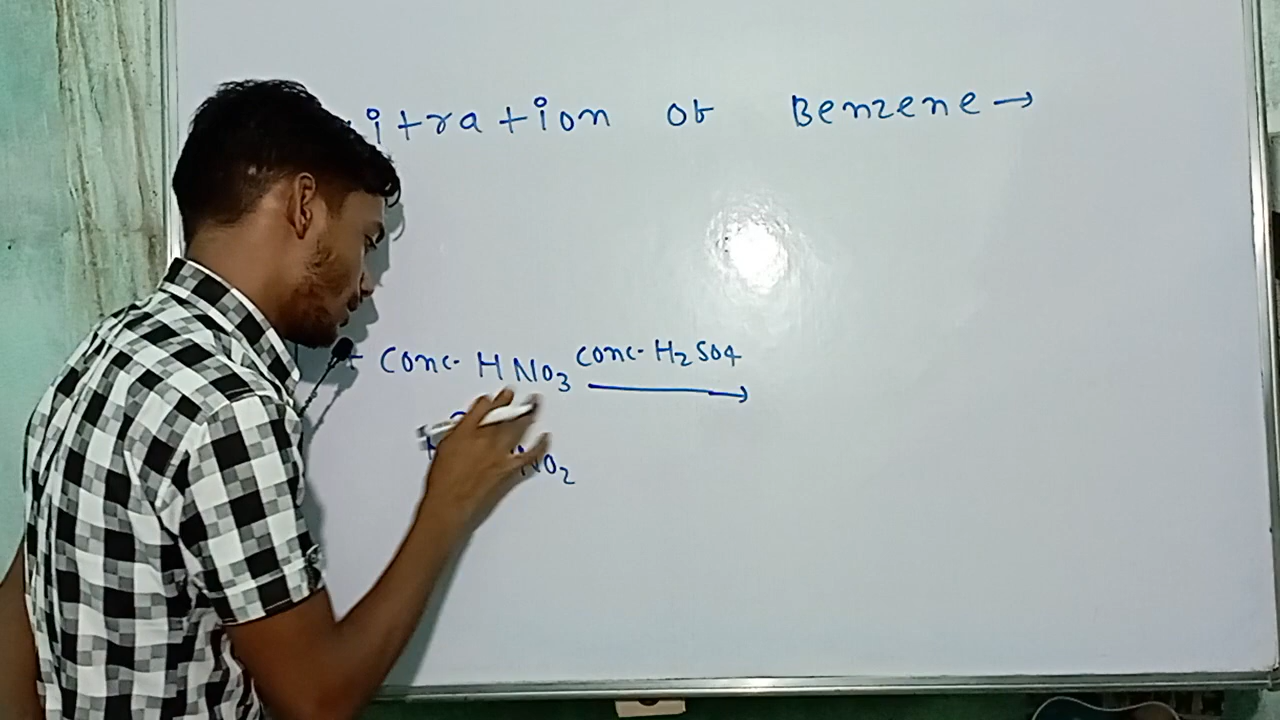 itration of Benzene →
+ Conc. HNO3 conc. H2SO4
NO2